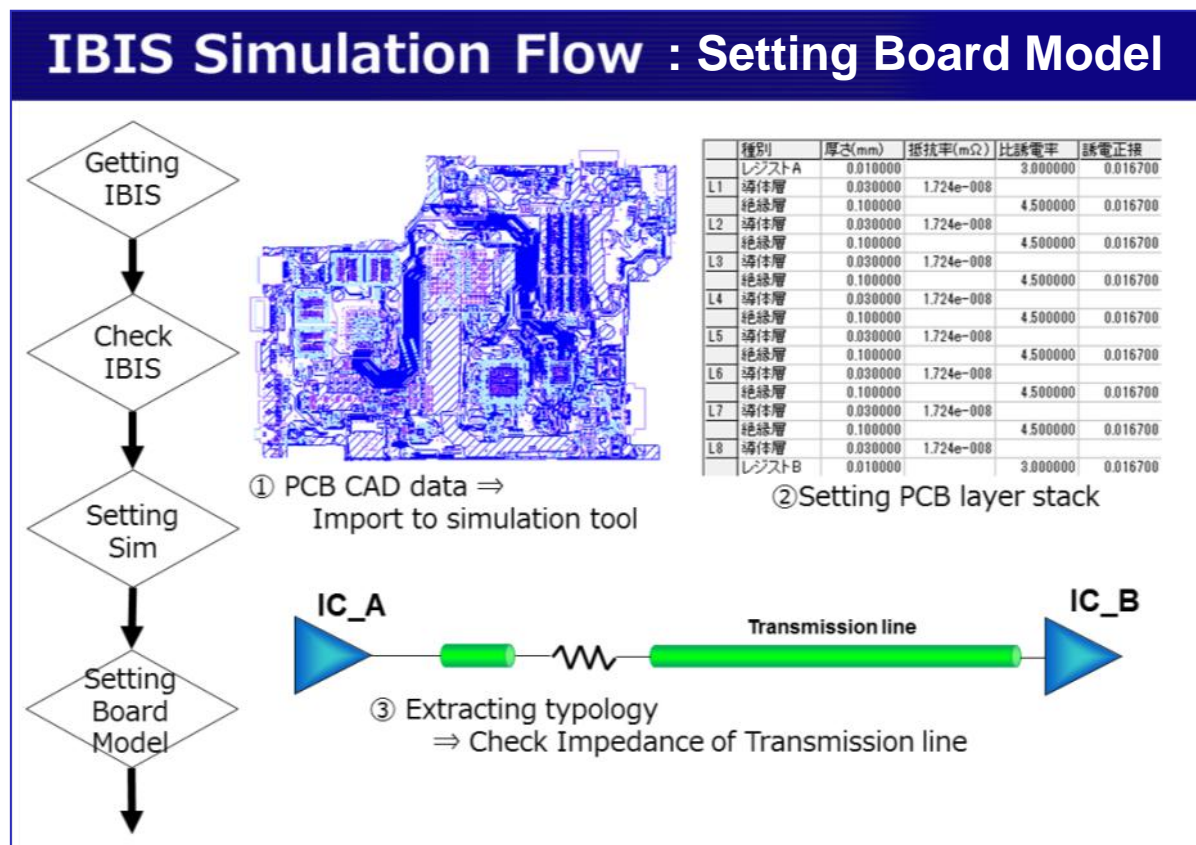 IBIS Simulation Flow : Setting Board Model
Getting
IBIS
Check
IBIS
Setting
Sim
Setting
Board
Model
① PCB CAD data ⇒
Import to simulation tool
種別 厚さ(mm) 抵抗率(mΩ) 比誘電率 誘電正接
レジストA 0.010000 3.000000 0.016700
L1 導体層 0.030000 1.724e-008
絶縁層 0.100000 4.500000 0.016700
L2 導体層 0.030000 1.724e-008
絶縁層 0.100000 4.500000 0.016700
L3 導体層 0.030000 1.724e-008
絶縁層 0.100000 4.500000 0.016700
L4 導体層 0.030000 1.724e-008
絶縁層 0.100000 4.500000 0.016700
L5 導体層 0.030000 1.724e-008
絶縁層 0.100000 4.500000 0.016700
L6 導体層 0.030000 1.724e-008
絶縁層 0.100000 4.500000 0.016700
L7 導体層 0.030000 1.724e-008
絶縁層 0.100000 4.500000 0.016700
L8 導体層 0.030000 1.724e-008
レジストB 0.010000 3.000000 0.016700
②Setting PCB layer stack
IC_A
Transmission line
IC_B
③ Extracting typology
⇒ Check Impedance of Transmission line